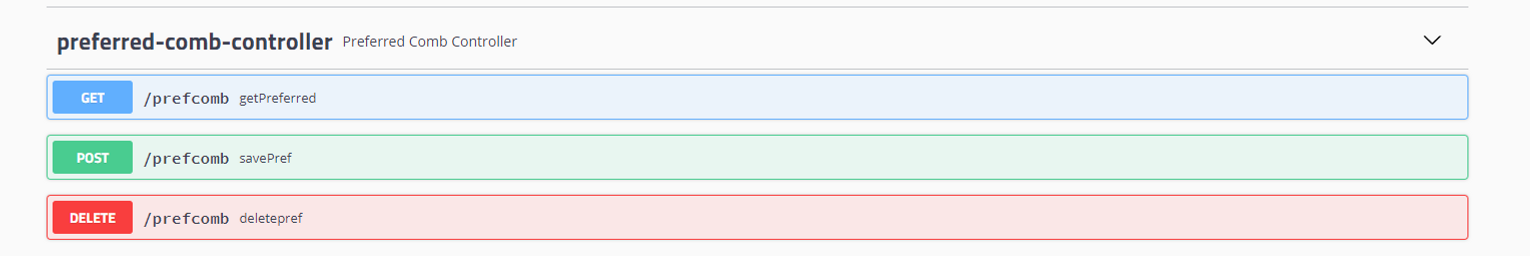 preferred-comb-controller Preferred Comb Controller
GET /prefcomb getPreferred
POST /prefcomb savePref
DELETE /prefcomb deletepref